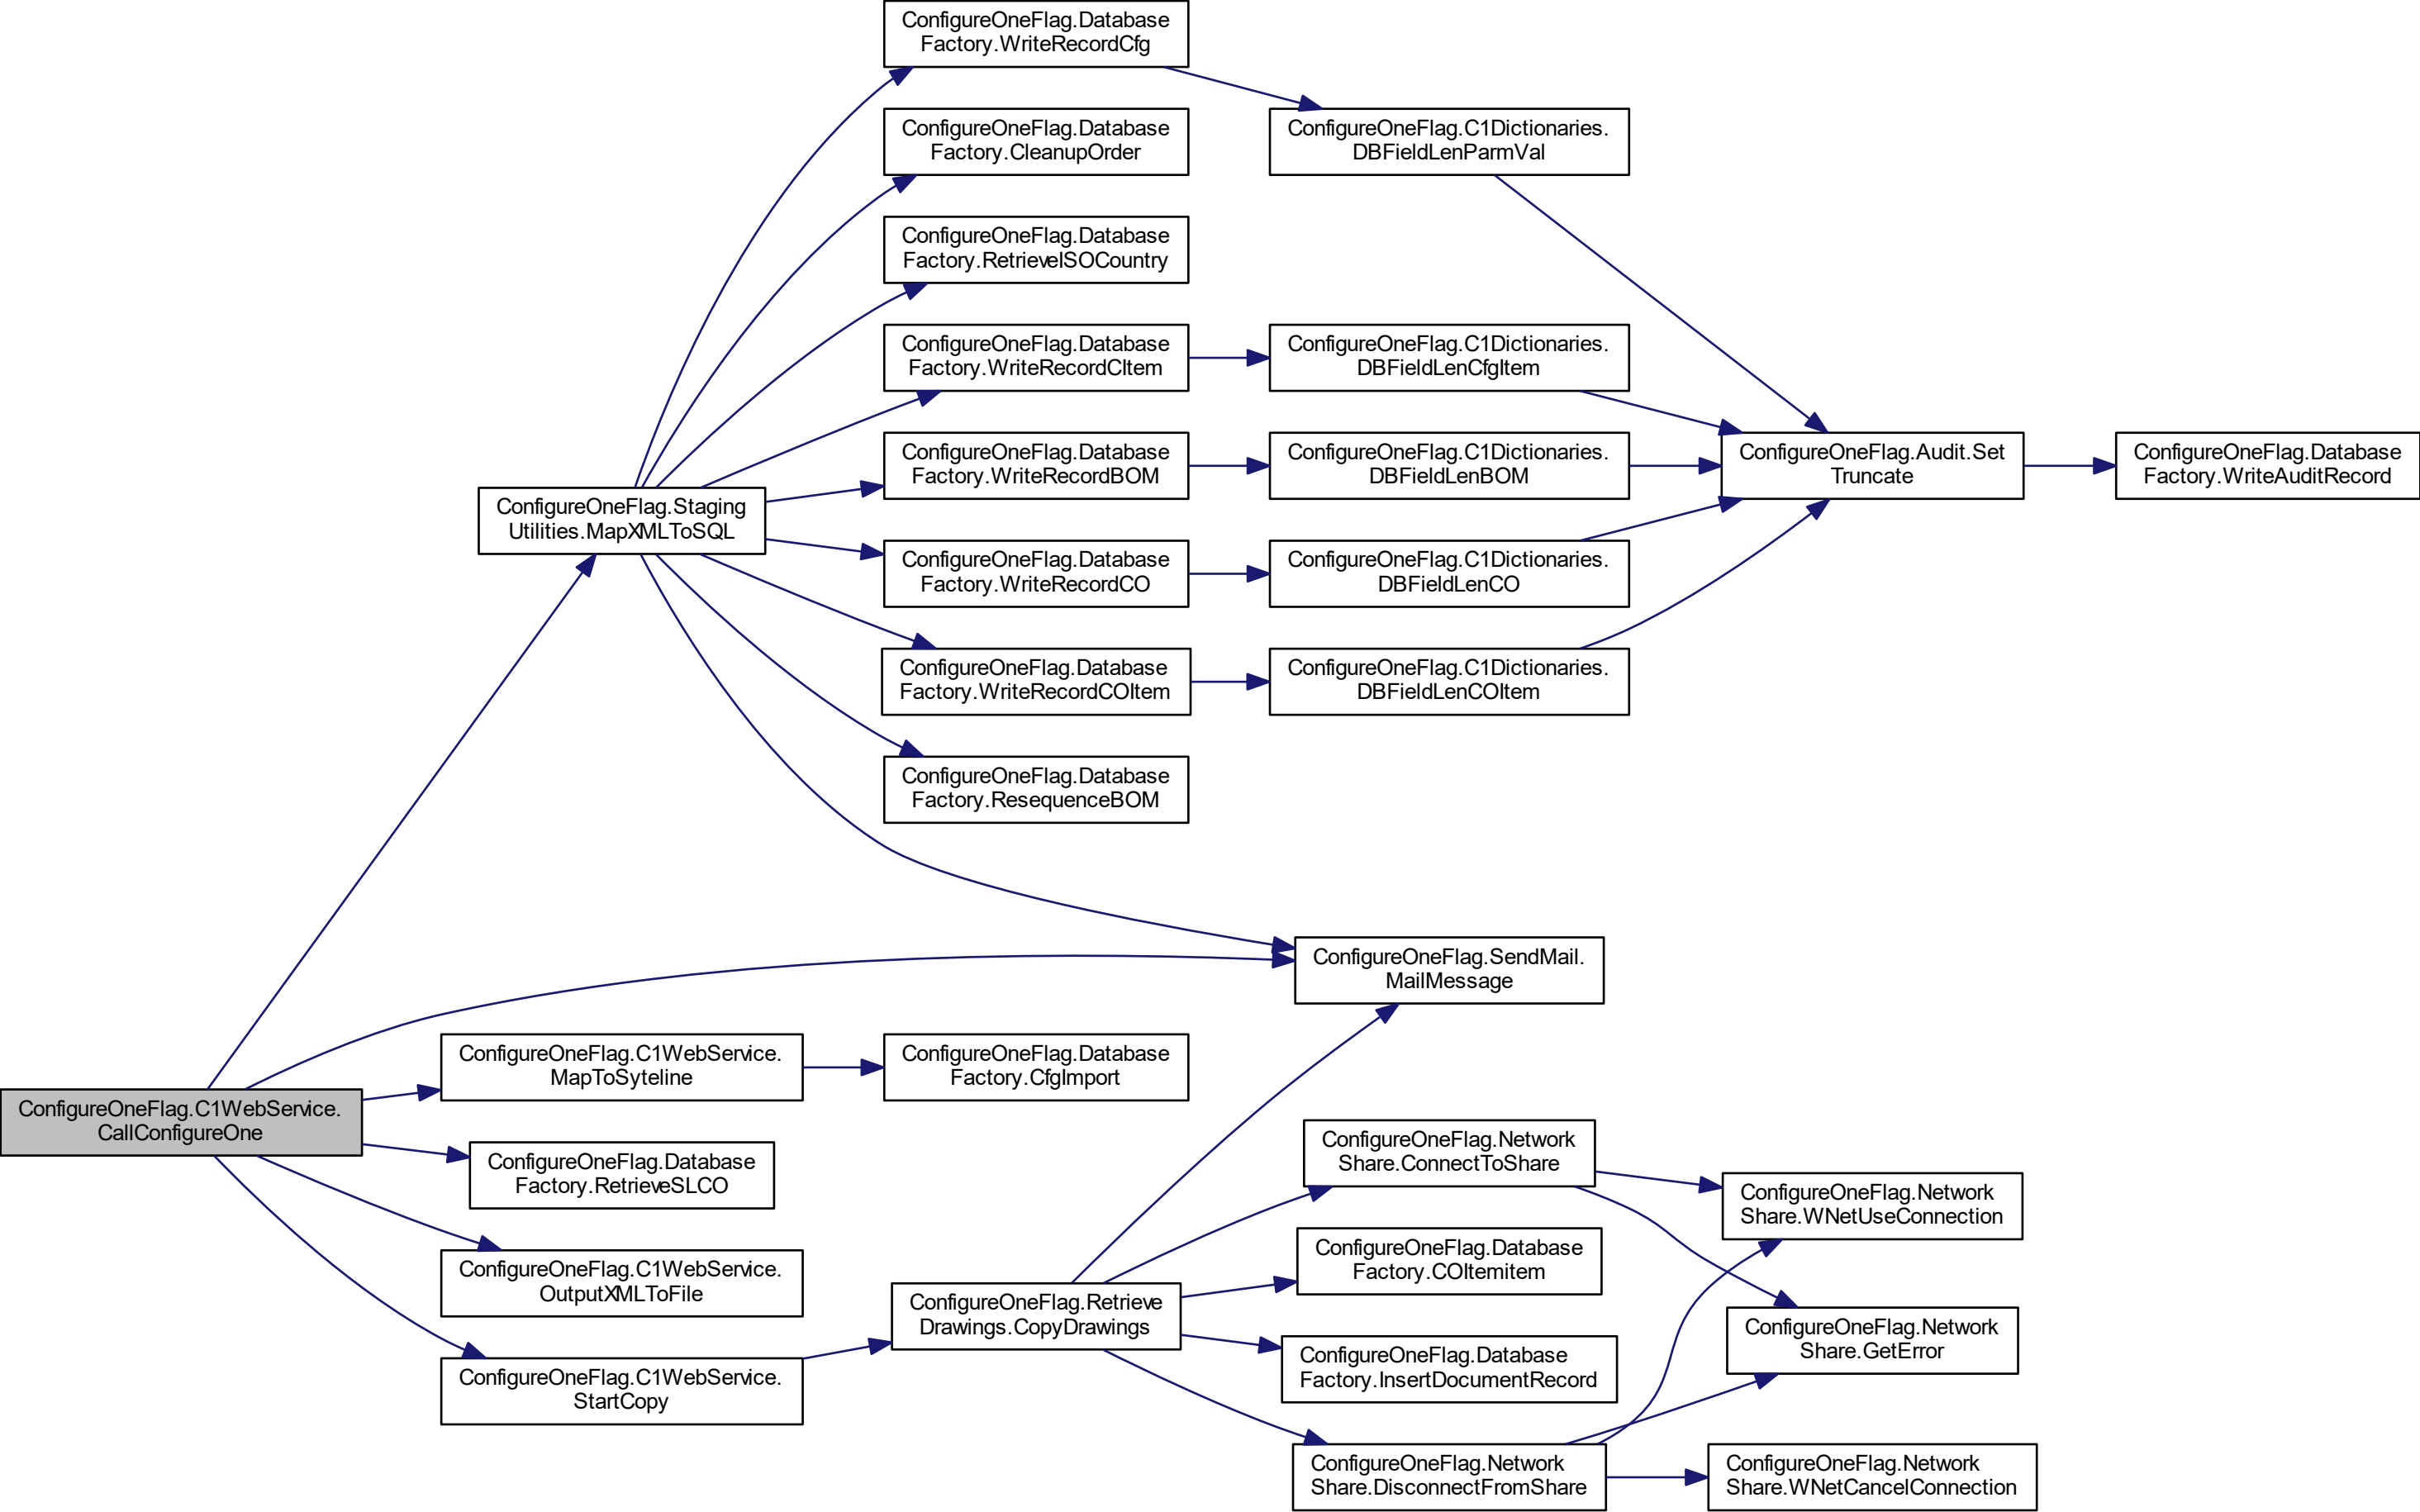 ConfigureOneFlag.Database
Factory.WriteRecordCfg
ConfigureOneFlag.Database
Factory.CleanupOrder
ConfigureOneFlag.C1Dictionaries.
DBFieldLenParmVal
ConfigureOneFlag.Database
Factory.RetrieveISOCountry
ConfigureOneFlag.Database
Factory.WriteRecordCItem
ConfigureOneFlag.C1Dictionaries.
DBFieldLenCfgItem
ConfigureOneFlag.Database
Factory.WriteRecordBOM
ConfigureOneFlag.C1Dictionaries.
DBFieldLenBOM
ConfigureOneFlag.Audit.Set
Truncate
ConfigureOneFlag.Database
Factory.WriteAuditRecord
ConfigureOneFlag.Staging
Utilities.MapXMLToSQL
ConfigureOneFlag.Database
Factory.WriteRecordCO
ConfigureOneFlag.C1Dictionaries.
DBFieldLenCO
ConfigureOneFlag.Database
Factory.WriteRecordCOItem
ConfigureOneFlag.C1Dictionaries.
DBFieldLenCOItem
ConfigureOneFlag.Database
Factory.ResequenceBOM
ConfigureOneFlag.SendMail.
MailMessage
ConfigureOneFlag.C1WebService.
MapToSyteline
ConfigureOneFlag.Database
Factory.CfgImport
ConfigureOneFlag.C1WebService.
CallConfigureOne
ConfigureOneFlag.Database
Factory.RetrieveSLCO
ConfigureOneFlag.Network
Share.ConnectToShare
ConfigureOneFlag.Network
Share.WNetUseConnection
ConfigureOneFlag.C1WebService.
OutputXMLToFile
ConfigureOneFlag.Database
Factory.COItemitem
ConfigureOneFlag.Retrieve
Drawings.CopyDrawings
ConfigureOneFlag.Network
Share.GetError
ConfigureOneFlag.Database
Factory.InsertDocumentRecord
ConfigureOneFlag.C1WebService.
StartCopy
ConfigureOneFlag.Network
Share.DisconnectFromShare
ConfigureOneFlag.Network
Share.WNetCancelConnection